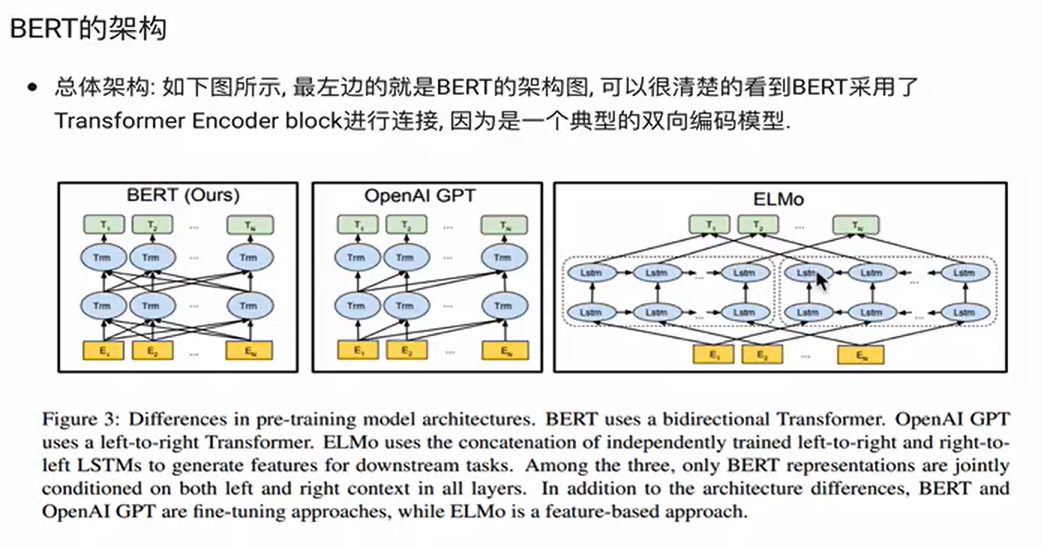 BERT的架构
• 总体架构: 如下图所示, 最左边的就是BERT的架构图, 可以很清楚的看到BERT采用了
Transformer Encoder block进行连接, 因为是一个典型的双向编码模型.
BERT (Ours)
T1 T2 ... TN
Trm Trm Trm
Trm Trm ... Trm
E1 E2 ... EN
OpenAI GPT
T1 T2 ... TN
Trm Trm Trm
Trm Trm Trm
E1 E2 ... EN
ELMo
T1 T2 ... TN
Lstm Lstm ... Lstm Lstm Lstm ... Lstm
Lstm Lstm ... Lstm Lstm Lstm ... Lstm
E1 E2 ... EN
Figure 3: Differences in pre-training model architectures. BERT uses a bidirectional Transformer. OpenAI GPT
uses a left-to-right Transformer. ELMo uses the concatenation of independently trained left-to-right and right-to-
left LSTMs to generate features for downstream tasks. Among the three, only BERT representations are jointly
conditioned on both left and right context in all layers. In addition to the architecture differences, BERT and
OpenAI GPT are fine-tuning approaches, while ELMo is a feature-based approach.